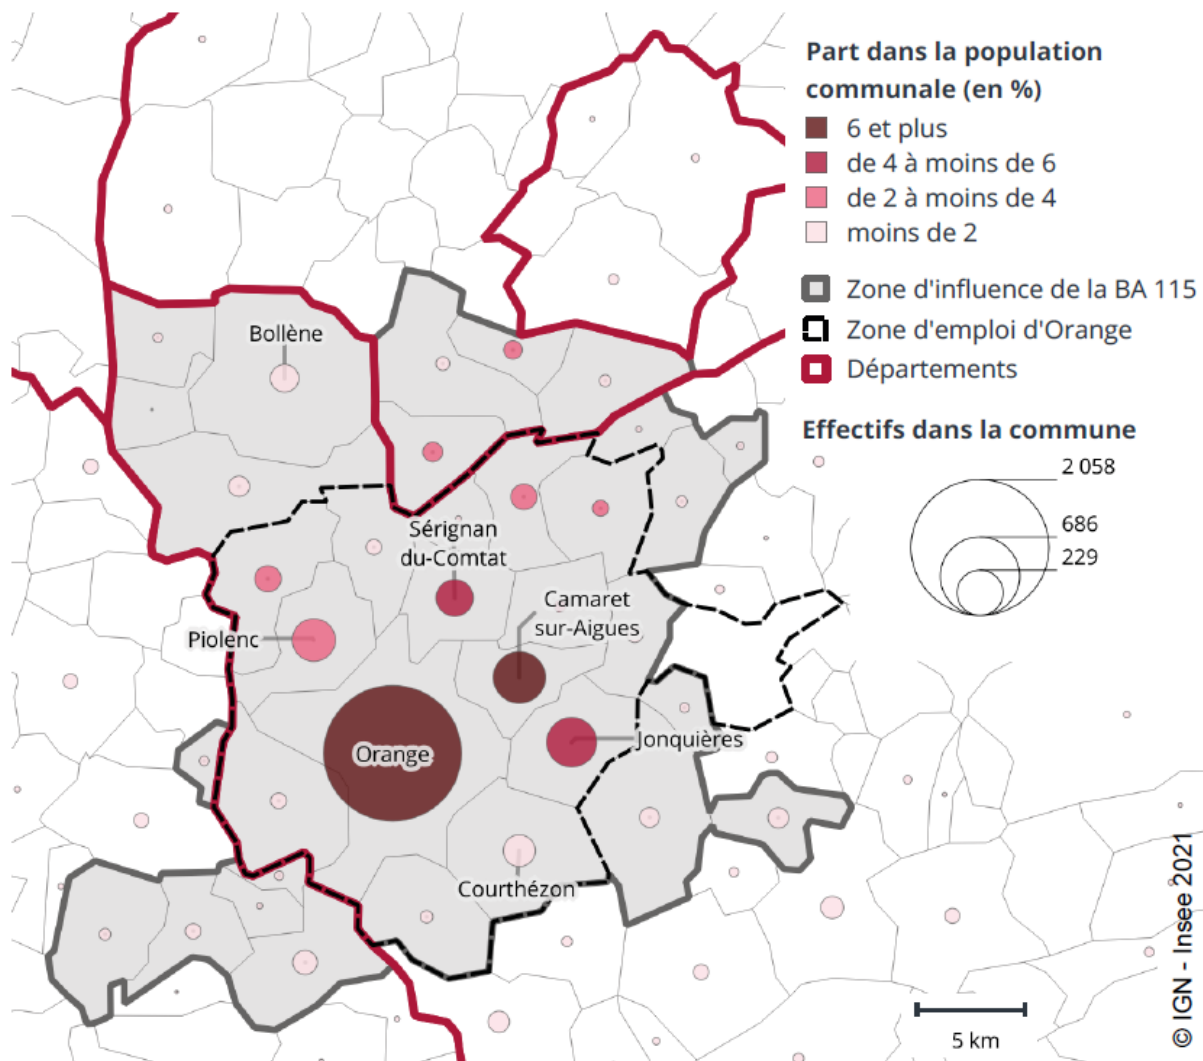 Part dans la population
communale (en %)
6 et plus
de 4 à moins de 6
de 2 à moins de 4
moins de 2
Zone d'influence de la BA 115
Zone d'emploi d'Orange
Départements
Effectifs dans la commune
2 058
686
229
Bollène
Sérignan
du-Comtat
Camaret
sur-Aigues
Piolenc
Orange
Jonquières
Courthézon
5 km
© IGN - Insee 2021